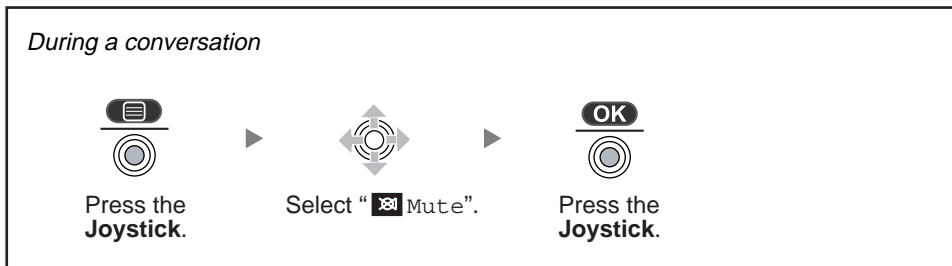 During a conversation
OK
Press the
Joystick.
Select “ Mute”.
Press the
Joystick.